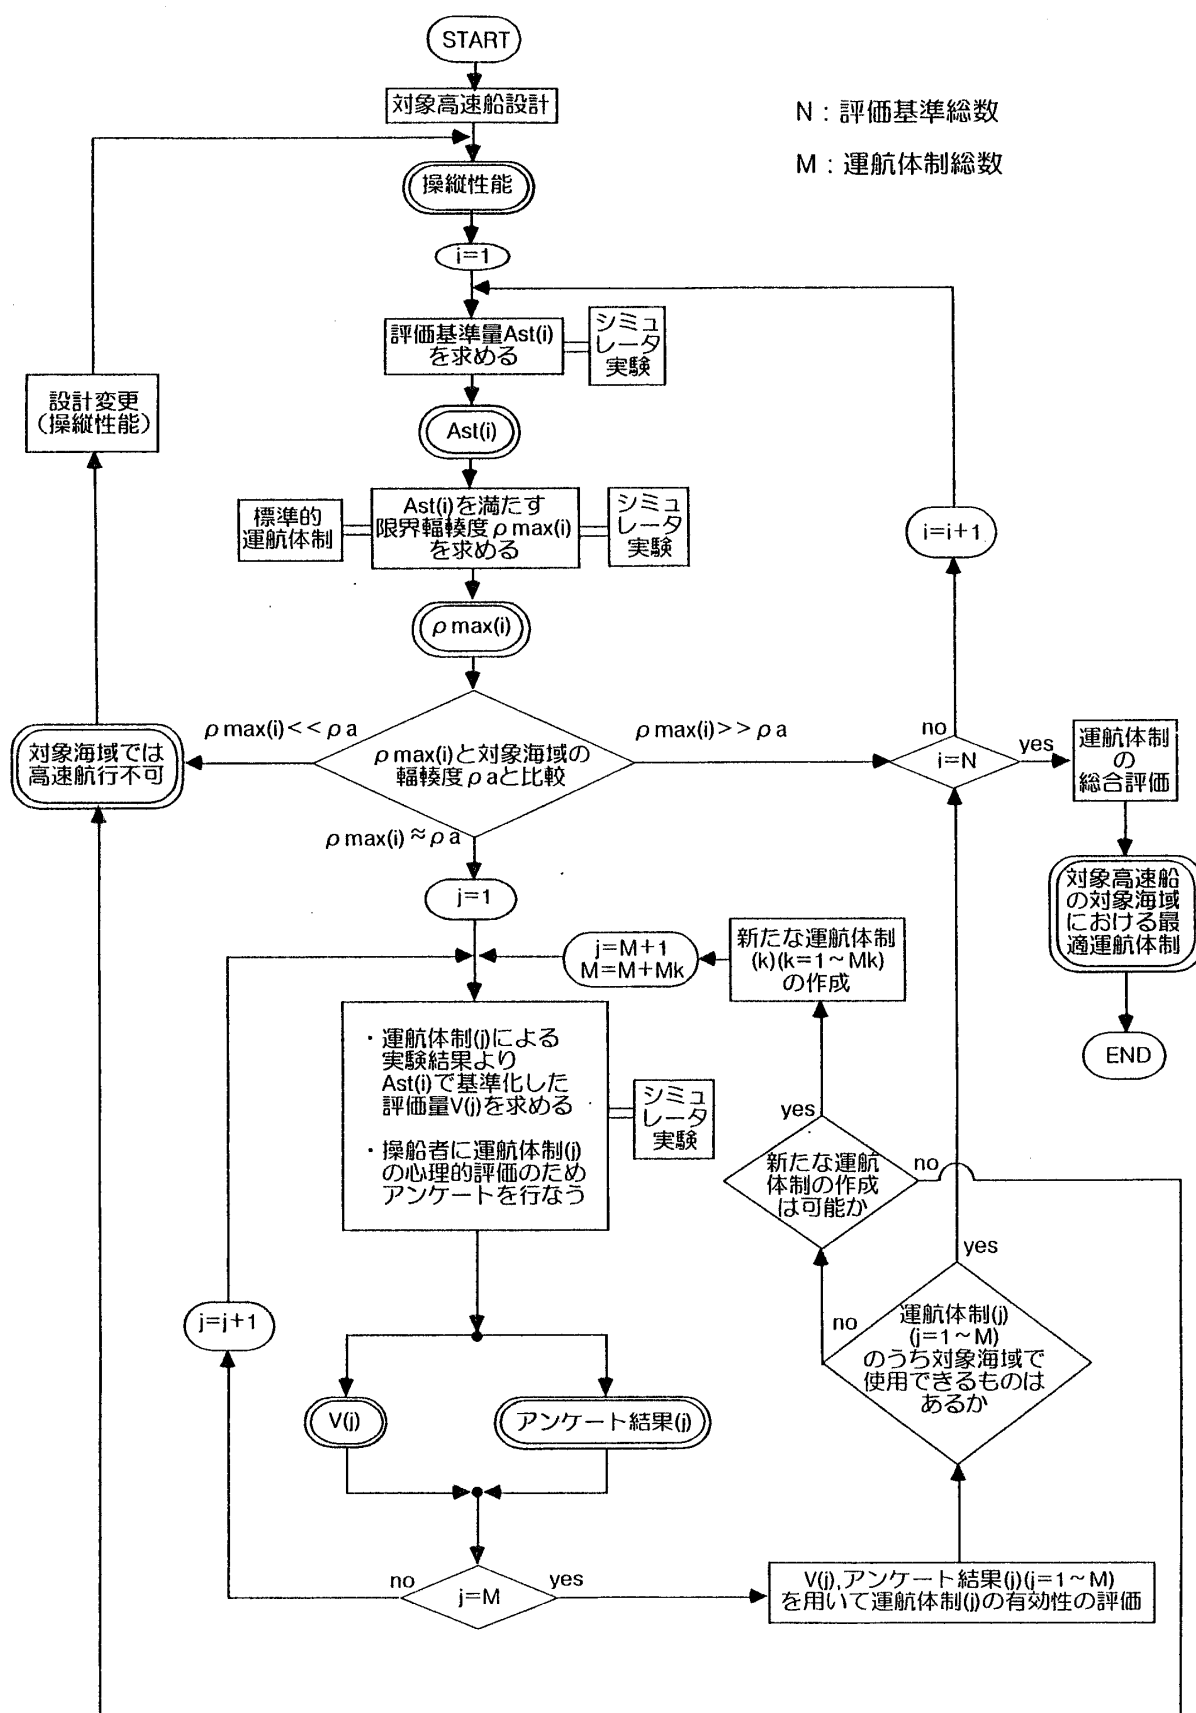 START
対象高速船設計
N:評価基準総数
M:運航体制総数
操縦性能
i=1
評価基準量Ast(i)
を求める
シミュ
レータ
実験
設計変更
(操縦性能)
Ast(i)
標準的
運航体制
Ast(i)を満たす
限界輻輳度ρmax(i)
を求める
シミュ
レータ
実験
i=i+1
ρmax(i)
ρmax(i)<<ρa
ρmax(i)>>ρa
no
yes
対象海域では
高速航行不可
ρmax(i)と対象海域の
輻輳度ρaと比較
i=N
運航体制
の
総合評価
ρmax(i)≈ρa
j=1
対象高速船
の対象海域
における最
適運航体制
j=M+1
M=M+Mk
新たな運航体制
(k)(k=1~Mk)
の作成
・運航体制(j)による
実験結果より
Ast(i)で基準化した
評価量V(j)を求める
・操船者に運航体制(j)
の心理的評価のため
アンケートを行なう
シミュ
レータ
実験
END
yes
新たな運航
体制の作成
は可能か
no
yes
j=j+1
no
運航体制(j)
(j=1~M)
のうち対象海域で
使用できるものは
あるか
V(j)
アンケート結果(j)
no
j=M
yes
V(j),アンケート結果(j)(j=1~M)
を用いて運航体制(j)の有効性の評価